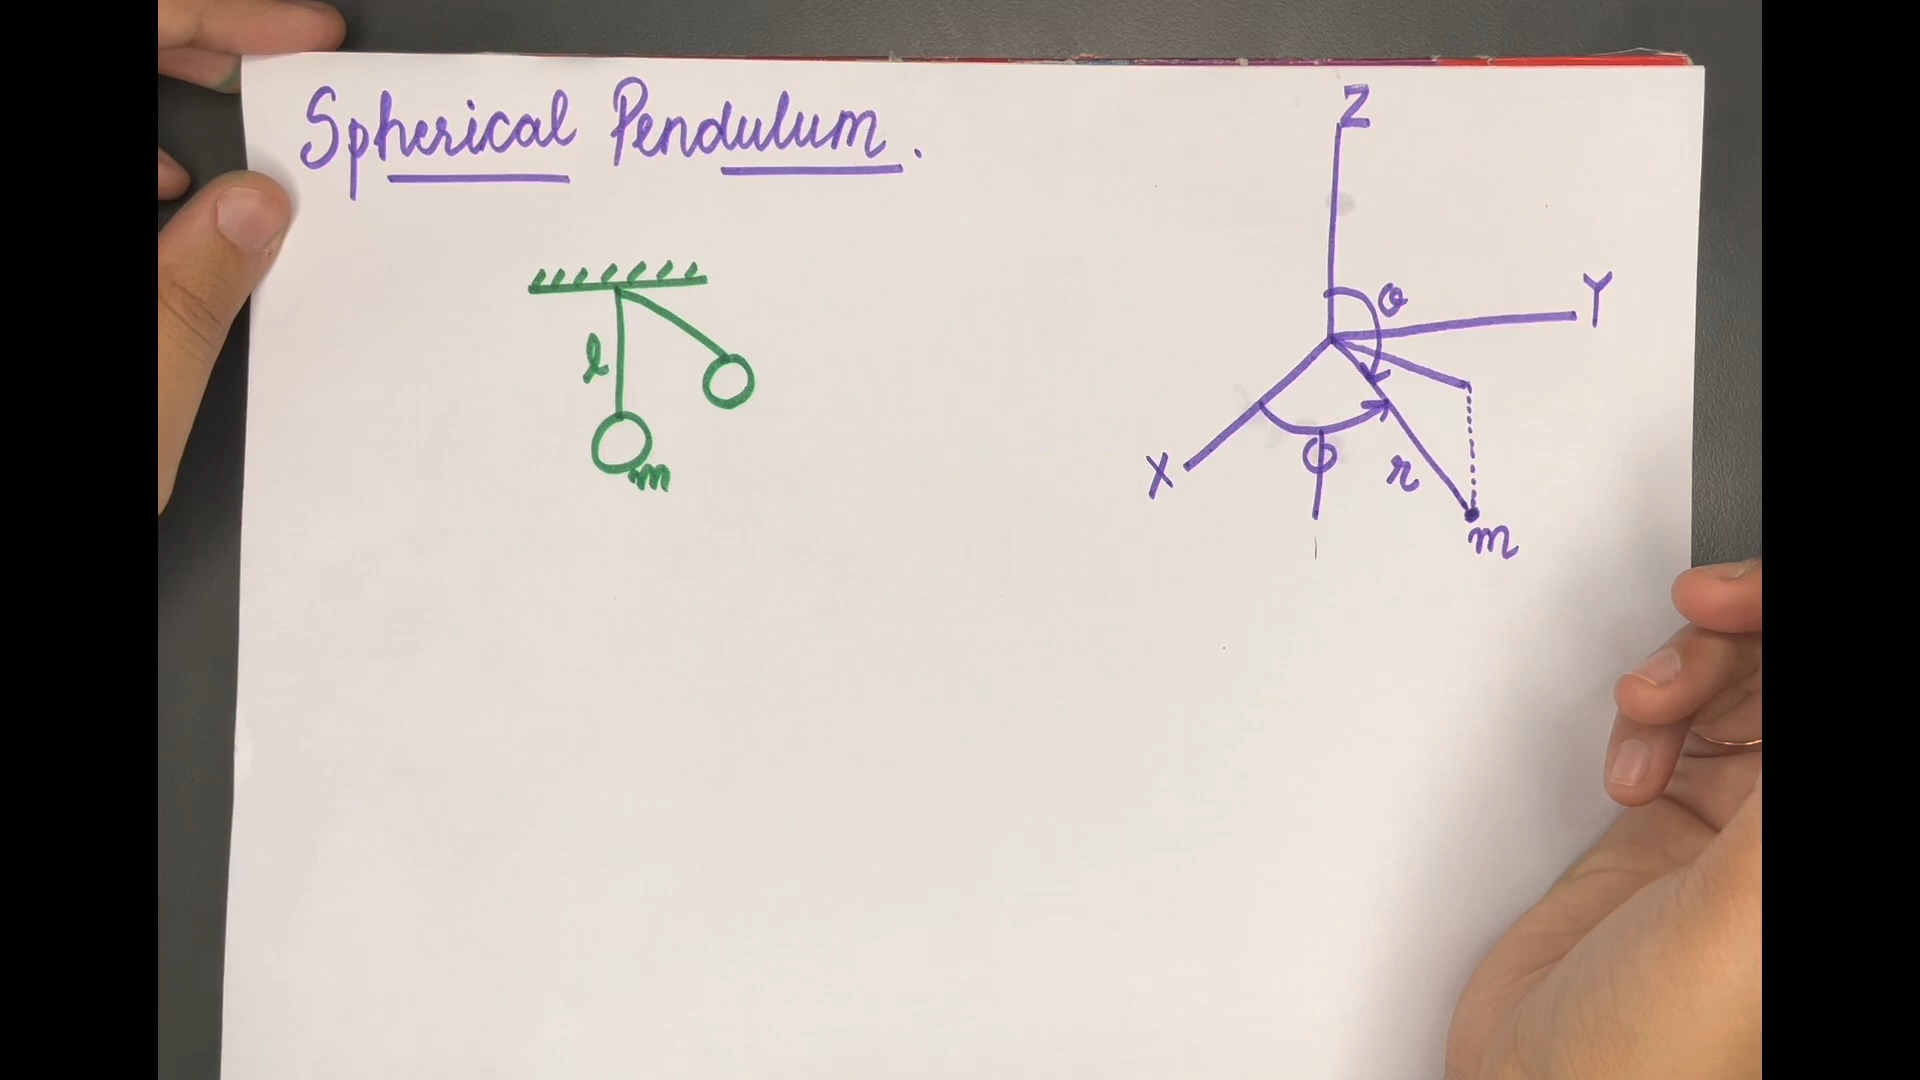 Spherical Pendulum.
l
m
Z
θ
Y
X
ϕ
r
m